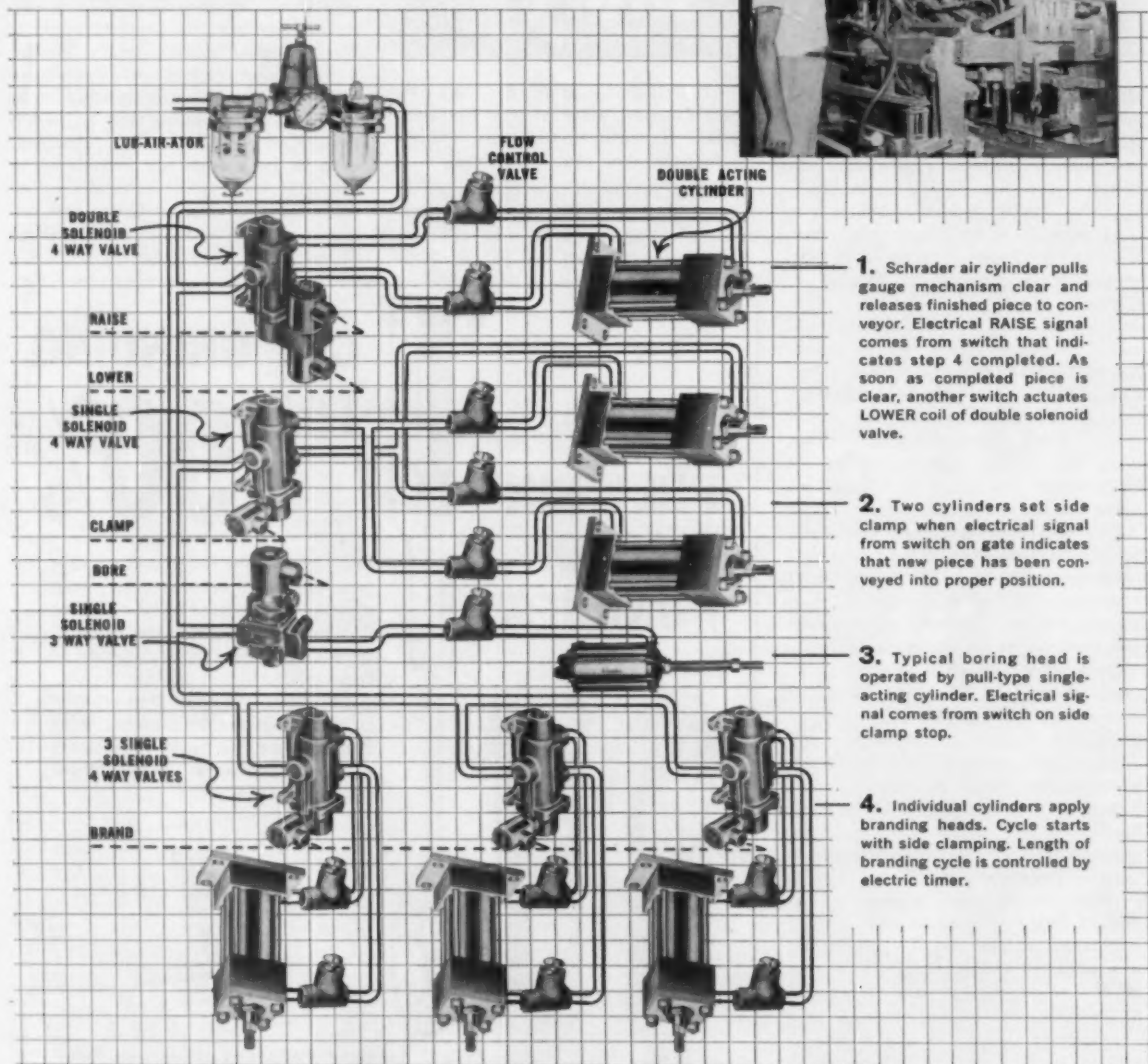 LUB-AIR-ATOR
FLOW
CONTROL
VALVE
DOUBLE ACTING
CYLINDER
DOUBLE
SOLENOID
4 WAY VALVE
RAISE
LOWER
SINGLE
SOLENOID
4 WAY VALVE
CLAMP
BORE
SINGLE
SOLENOID
3 WAY VALVE
3 SINGLE
SOLENOID
4 WAY VALVES
BRAND
1. Schrader air cylinder pulls
gauge mechanism clear and
releases finished piece to con-
veyor. Electrical RAISE signal
comes from switch that indi-
cates step 4 completed. As
soon as completed piece is
clear, another switch actuates
LOWER coil of double solenoid
valve.
2. Two cylinders set side
clamp when electrical signal
from switch on gate indicates
that new piece has been con-
veyed into proper position.
3. Typical boring head is
operated by pull-type single-
acting cylinder. Electrical sig-
nal comes from switch on side
clamp stop.
4. Individual cylinders apply
branding heads. Cycle starts
with side clamping. Length of
branding cycle is controlled by
electric timer.